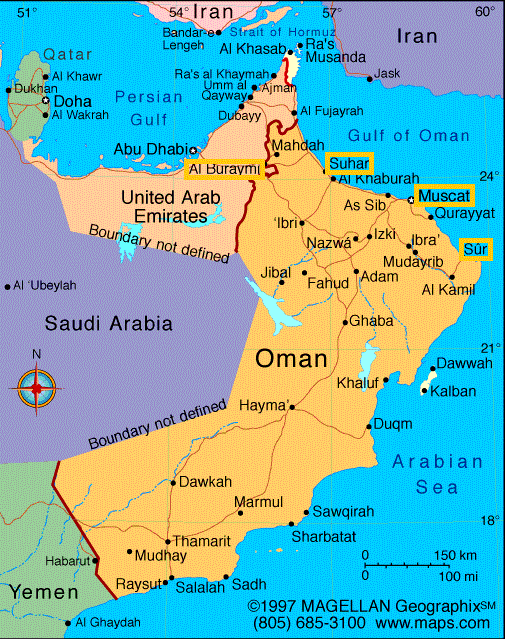 51°
54°
57°
60°
Iran
Strait of Hormuz
Bandar-e
Lengeh
Al Khasab
Ra's
Musanda
Iran
Qatar
Al Khawr
Dukhan
Doha
Al Wakrah
Persian
Gulf
Ra's al Khaymah
Umm al
Qayway
Ajman
Dubayy
Jask
Al Fujayrah
Gulf of Oman
Abu Dhabi
Mahdah
Al Buraymi
Suhar
Al Khaburah
24°
United Arab
Emirates
Muscat
As Sib
Qurayyat
'Ibri
Nazwá
Izki
Ibra'
Mudayrib
Sūr
Boundary not defined
Al 'Ubeylah
Jibal
Fahud
Adam
Al Kamil
Saudi Arabia
Ghaba
Oman
21°
N
Dawwah
Khaluf
Kalban
Boundary not defined
Hayma'
Duqm
Arabian
Sea
Dawkah
Marmul
Sawqirah
Sharbatat
18°
Thamarit
Mudhay
Habarut
Raysut
Salalah
Sadh
Yemen
Al Ghaydah
0 150 km
0 100 mi
©1997 MAGELLAN Geographix℠
(805) 685-3100 www.maps.com